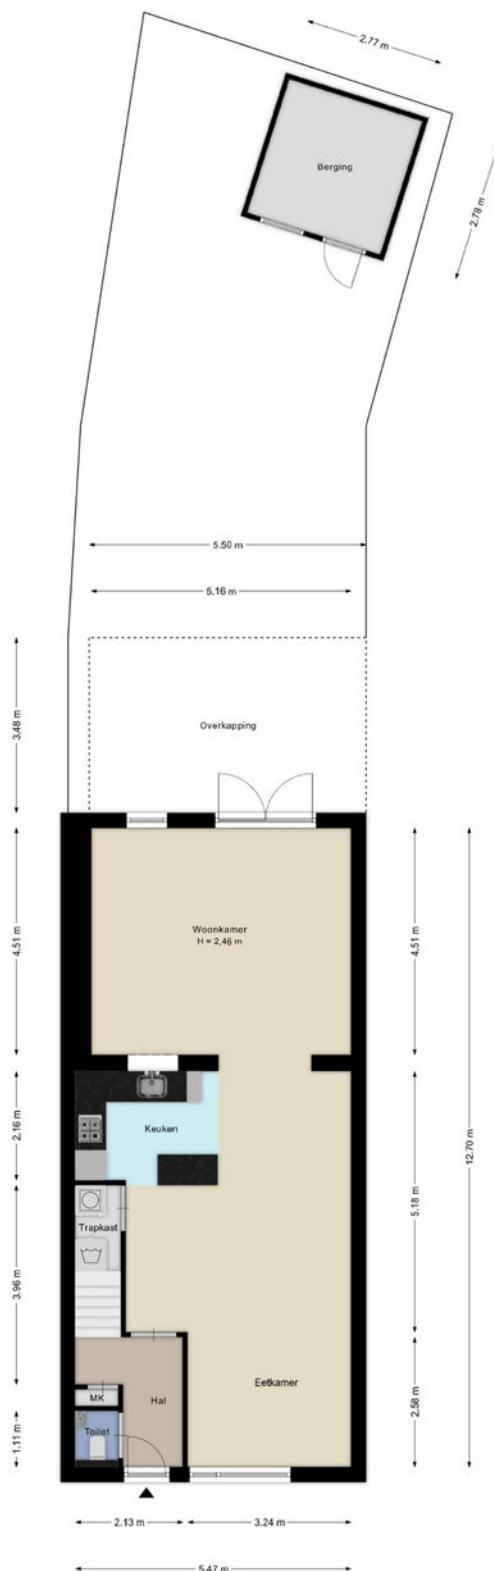 2.77 m
Berging
2.78 m
5.50 m
5.16 m
3.48 m
Overkapping
Woonkamer
H = 2,46 m
4.51 m
4.51 m
2.16 m
Keuken
12.70 m
5.18 m
Trapkast
3.96 m
Eetkamer
MK
Hal
2.58 m
Toilet
1.11 m
2.13 m
3.24 m
5.47 m